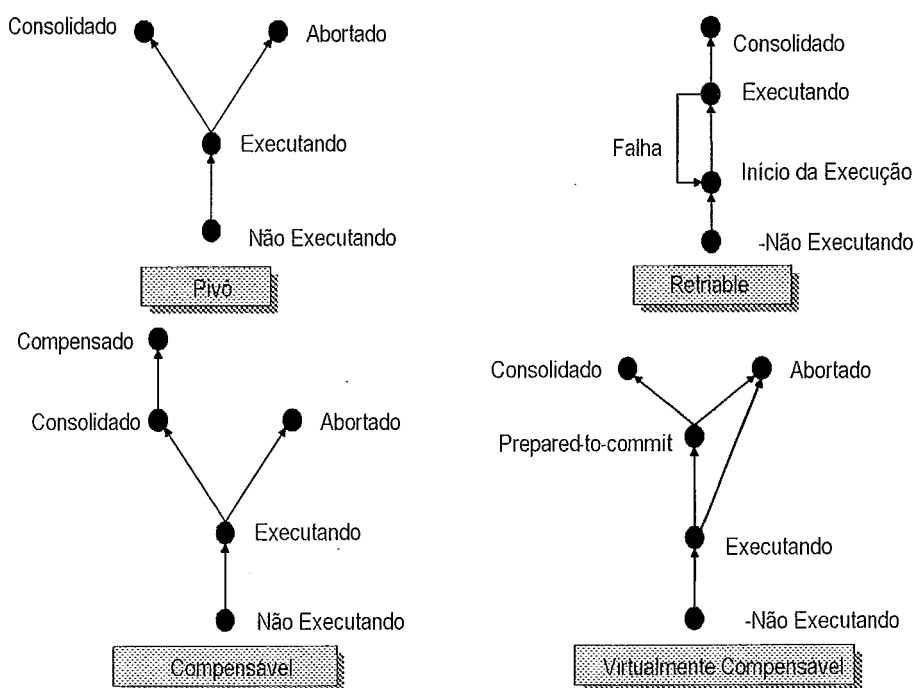 Consolidado
Abortado
Executando
Não Executando
Pivô
Consolidado
Executando
Falha
Início da Execução
-Não Executando
Retriable
Compensado
Consolidado
Abortado
Executando
Não Executando
Compensável
Consolidado
Abortado
Prepared-to-commit
Executando
-Não Executando
Virtualmente Compensável